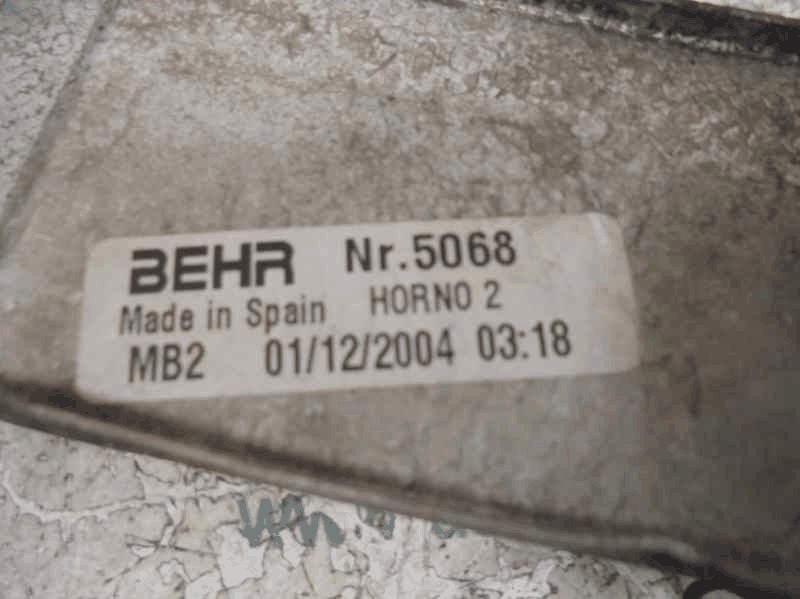 BEHR Nr.5068
Made in Spain HORNO 2
MB2 01/12/2004 03:18